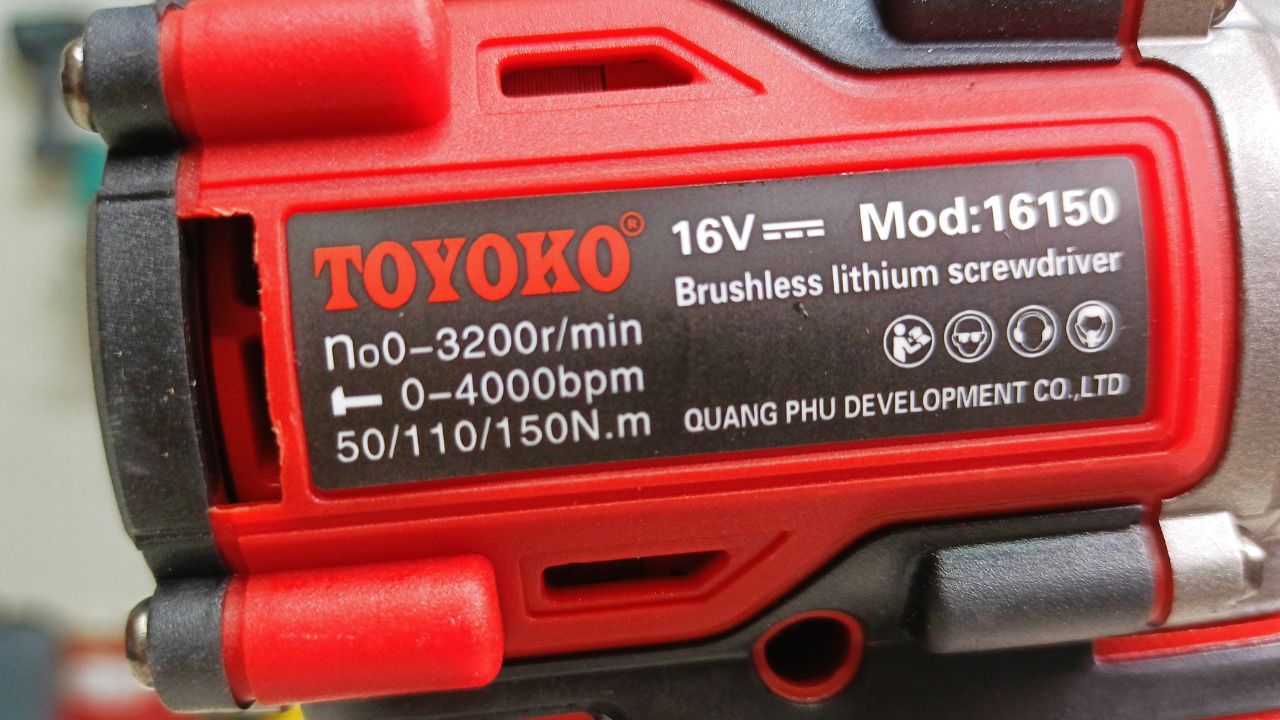 TOYOKO®
16V Mod:16150
Brushless lithium screwdriver
no0-3200r/min
0-4000bpm
50/110/150N.m
QUANG PHU DEVELOPMENT CO.,LTD